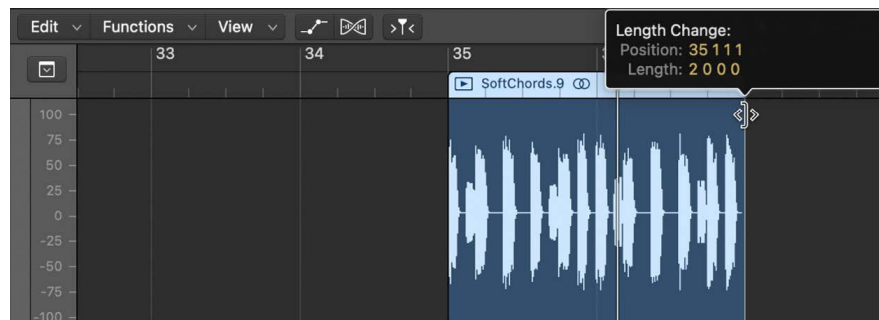 Edit Functions View
Length Change:
Position: 35 1 1 1
Length: 2 0 0 0
33 34 35
SoftChords.9
100
75
50
25
0
-25
-50
-75
-100